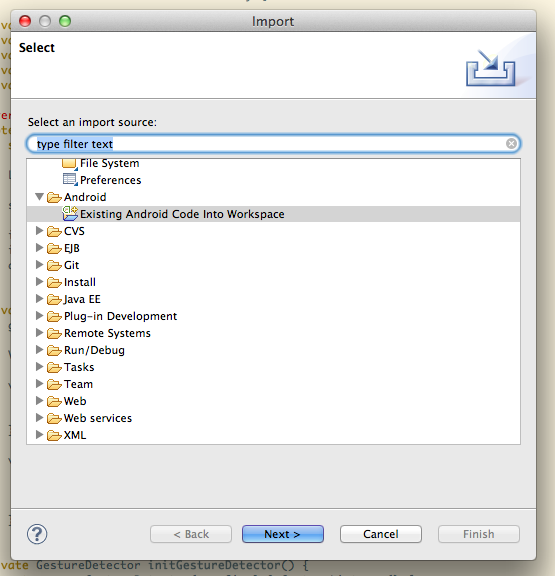 Import
Select
Select an import source:
type filter text
File System
Preferences
Android
Existing Android Code Into Workspace
CVS
EJB
Git
Install
Java EE
Plug-in Development
Remote Systems
Run/Debug
Tasks
Team
Web
Web services
XML
?
< Back
Next >
Cancel
Finish
vate GestureDetector initGestureDetector() {